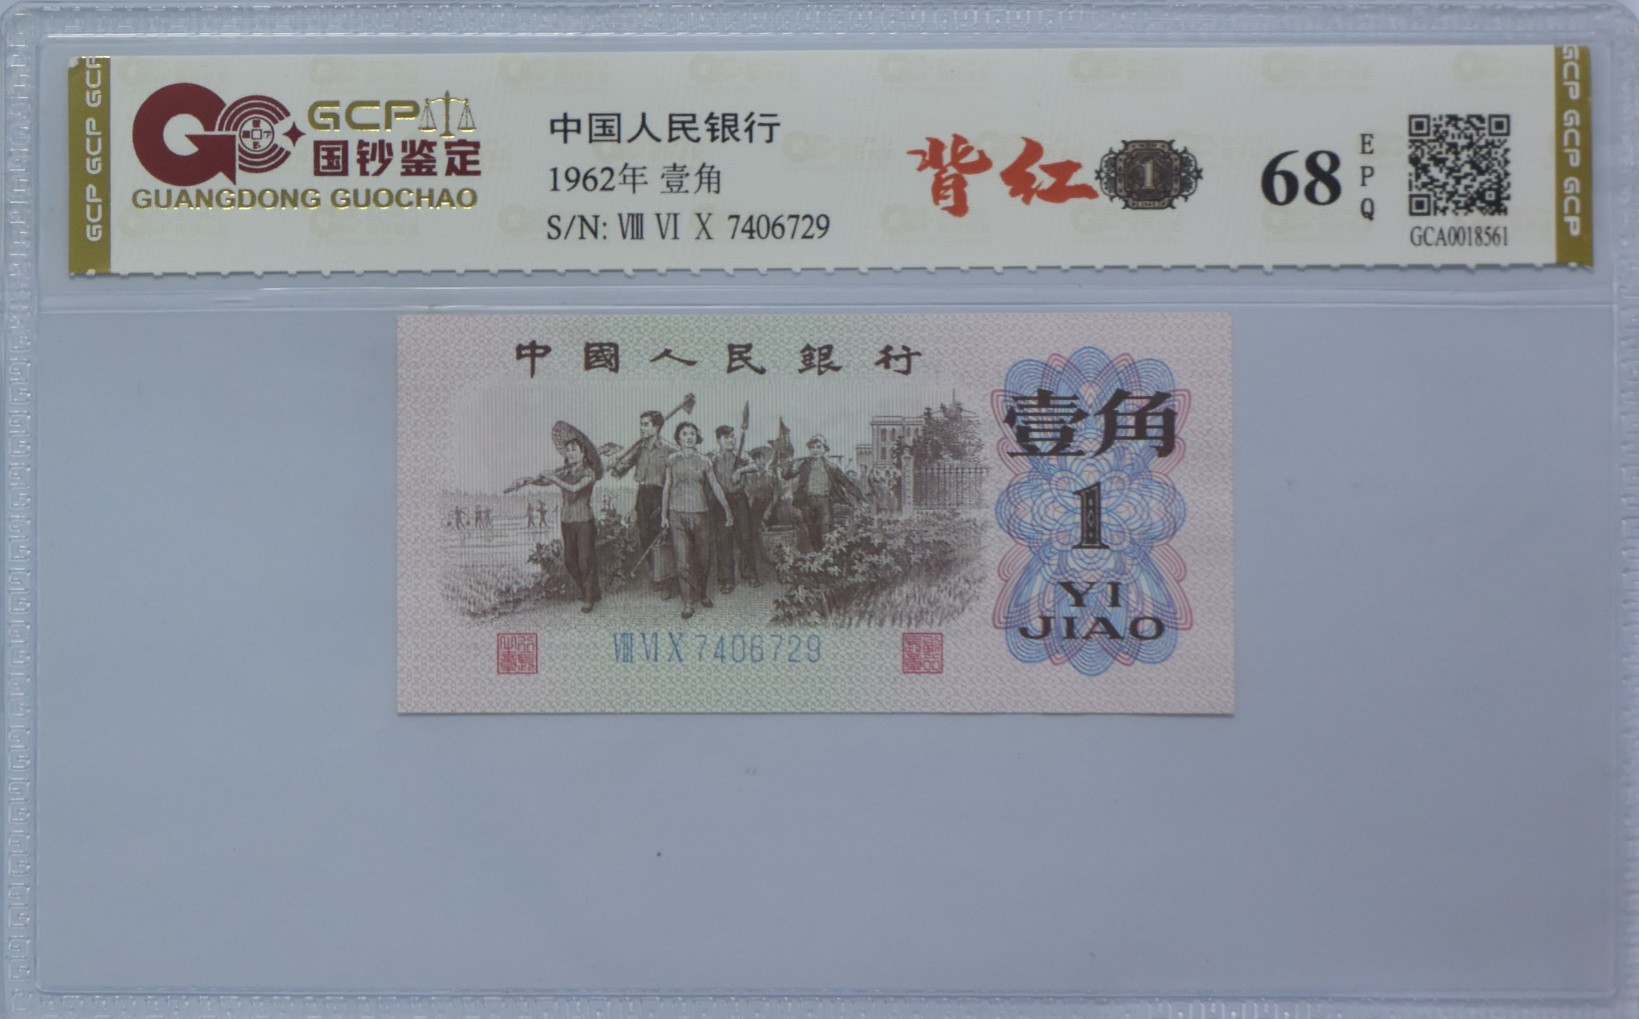 GCP GCP GCP
GCP
国钞鉴定
GUANGDONG GUOCHAO
中国人民银行
1962年 壹角
S/N: Ⅷ Ⅵ Ⅹ 7406729
背红
1
68
EPQ
GCA0018561
GCP GCP GCP
中國人民銀行
壹角
1
YI
JIAO
Ⅷ Ⅵ Ⅹ 7406729